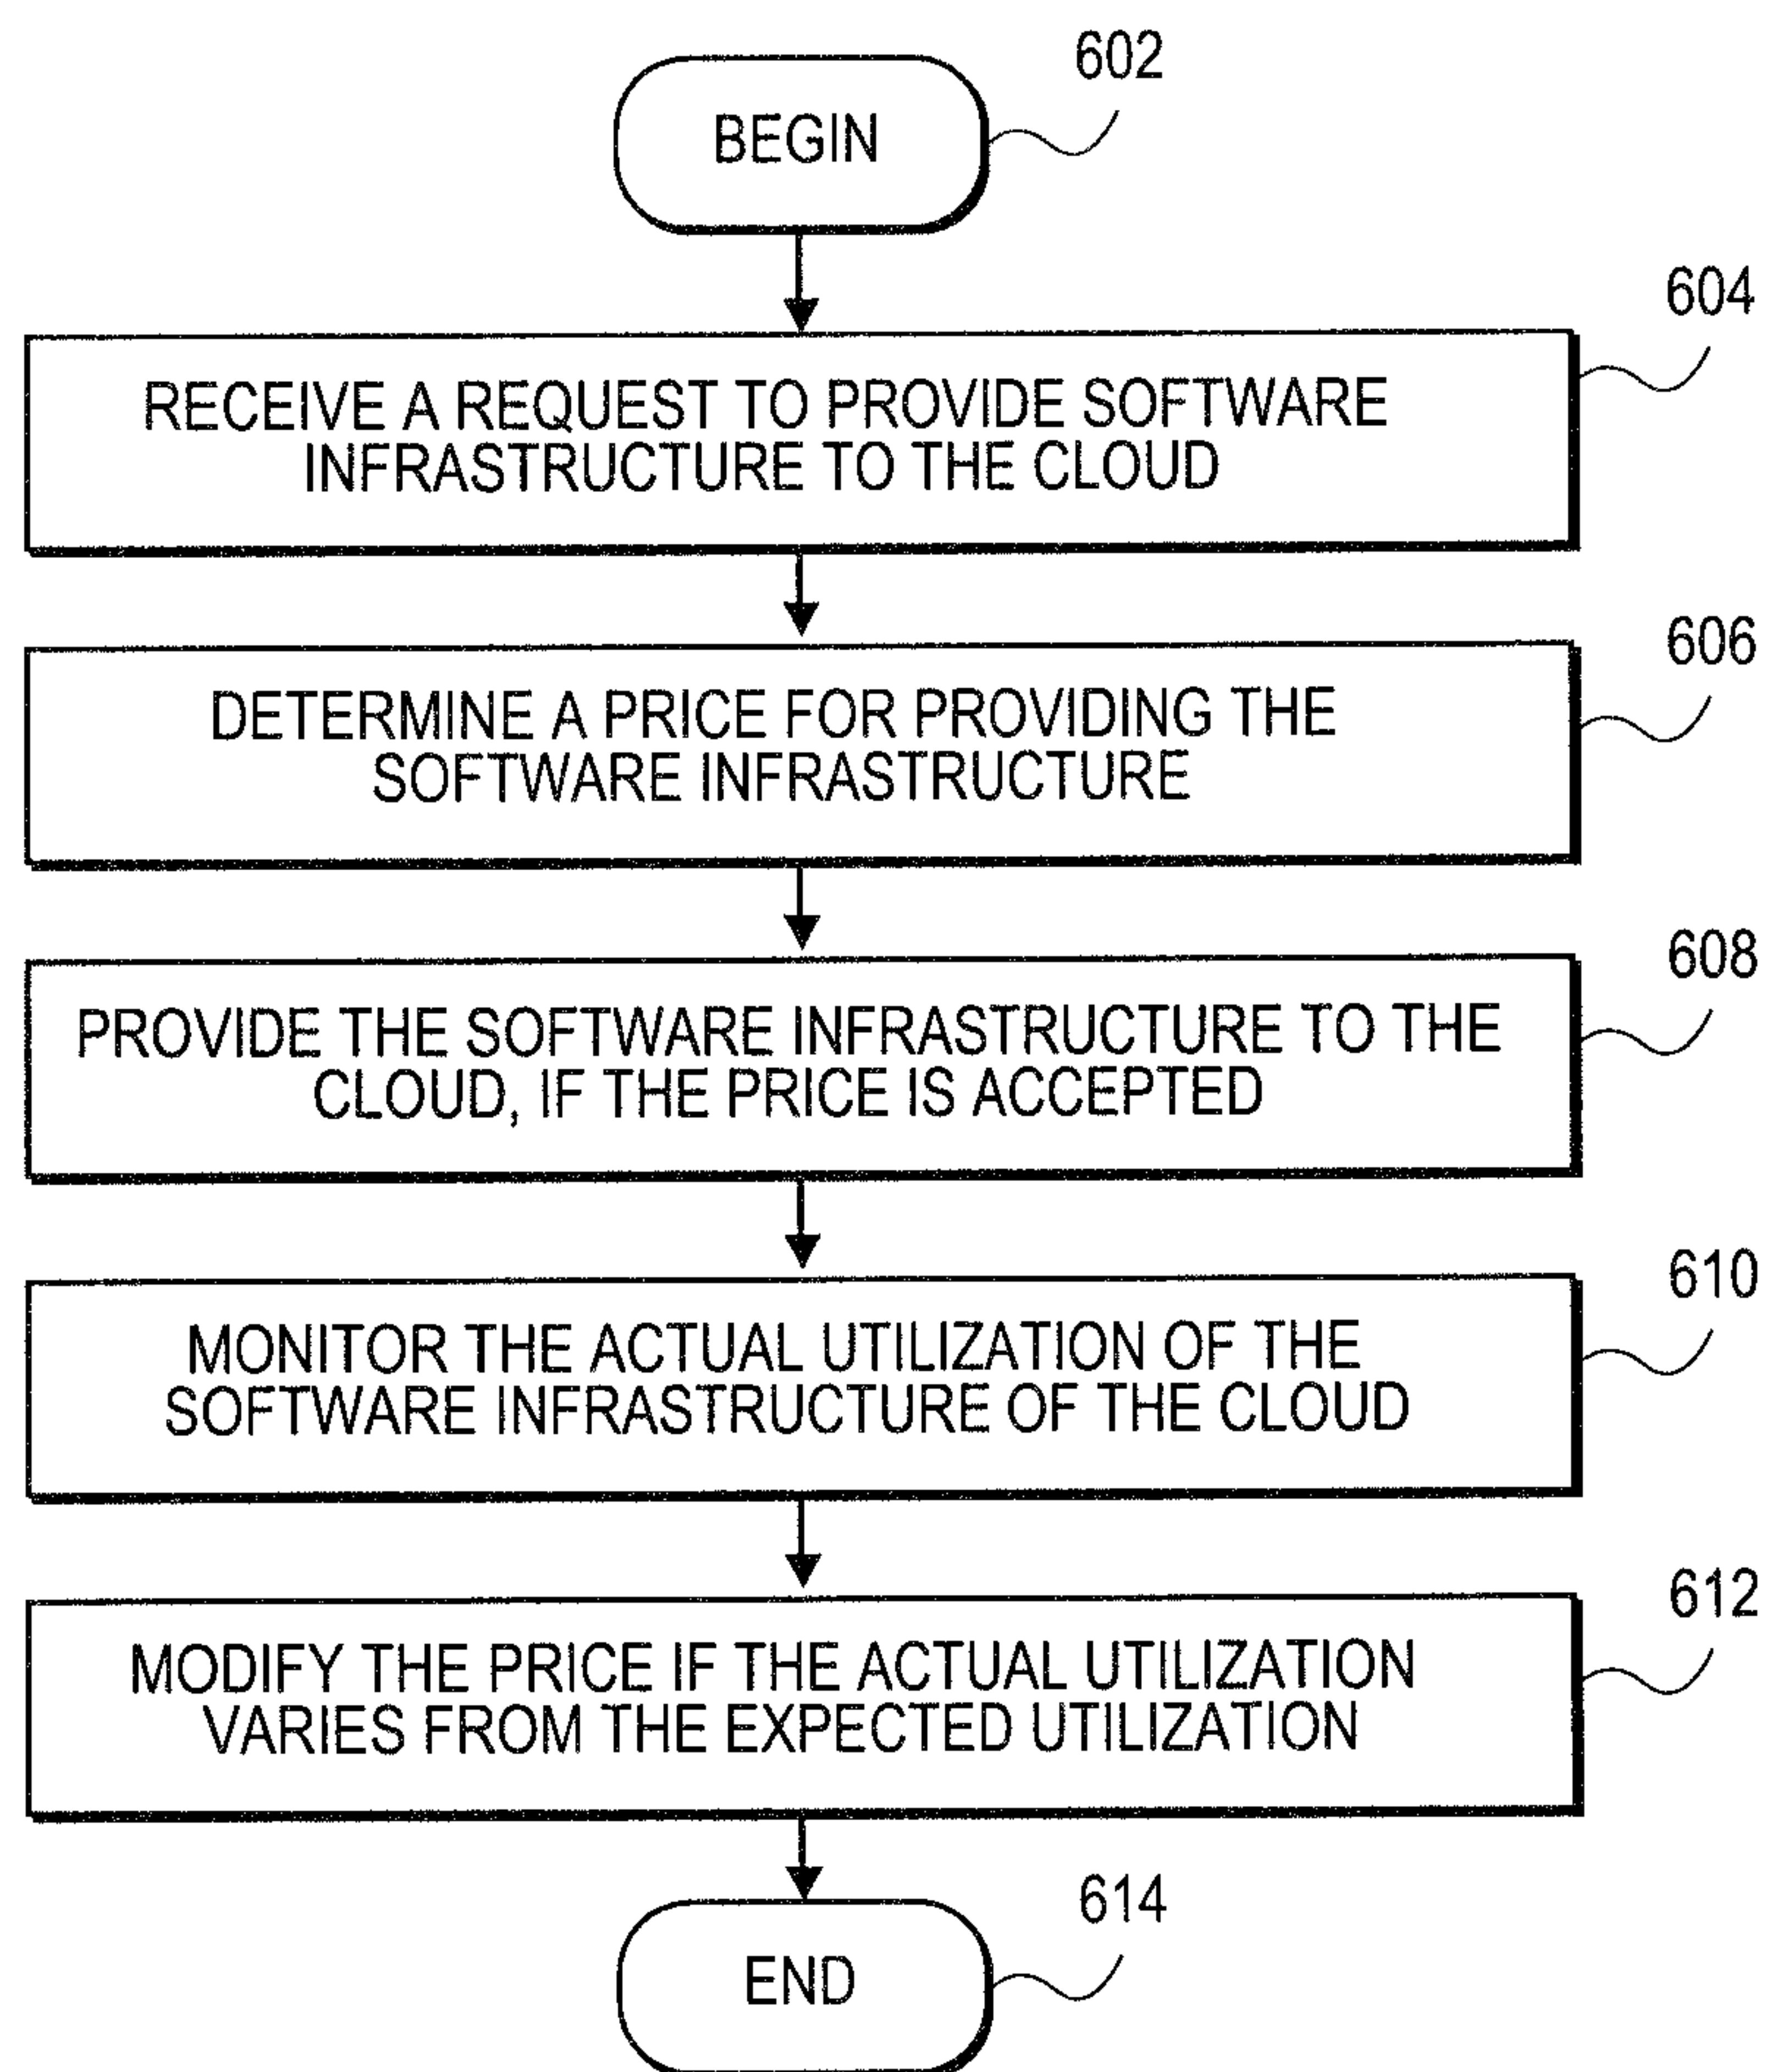 BEGIN
602
604
RECEIVE A REQUEST TO PROVIDE SOFTWARE
INFRASTRUCTURE TO THE CLOUD
606
DETERMINE A PRICE FOR PROVIDING THE
SOFTWARE INFRASTRUCTURE
608
PROVIDE THE SOFTWARE INFRASTRUCTURE TO THE
CLOUD, IF THE PRICE IS ACCEPTED
610
MONITOR THE ACTUAL UTILIZATION OF THE
SOFTWARE INFRASTRUCTURE OF THE CLOUD
612
MODIFY THE PRICE IF THE ACTUAL UTILIZATION
VARIES FROM THE EXPECTED UTILIZATION
614
END